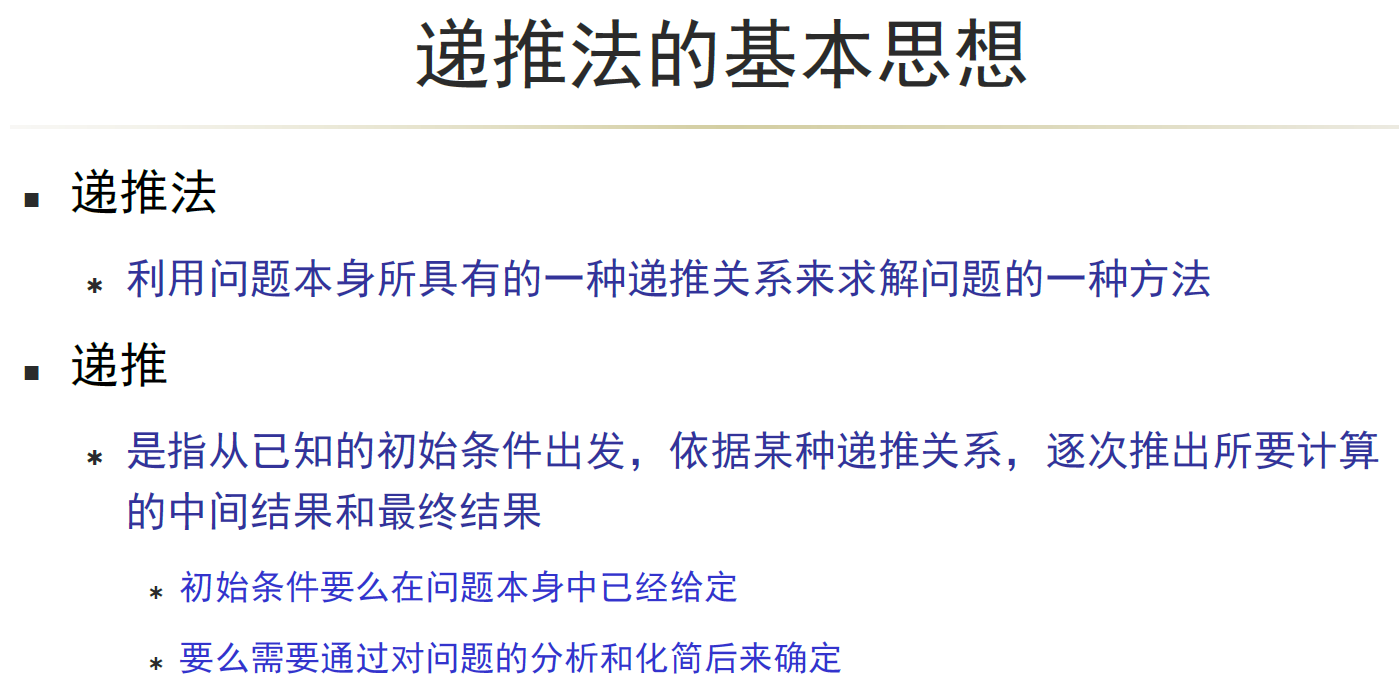 递推法的基本思想
▪ 递推法
* 利用问题本身所具有的一种递推关系来求解问题的一种方法
▪ 递推
* 是指从已知的初始条件出发，依据某种递推关系，逐次推出所要计算
的中间结果和最终结果
* 初始条件要么在问题本身中已经给定
* 要么需要通过对问题的分析和化简后来确定